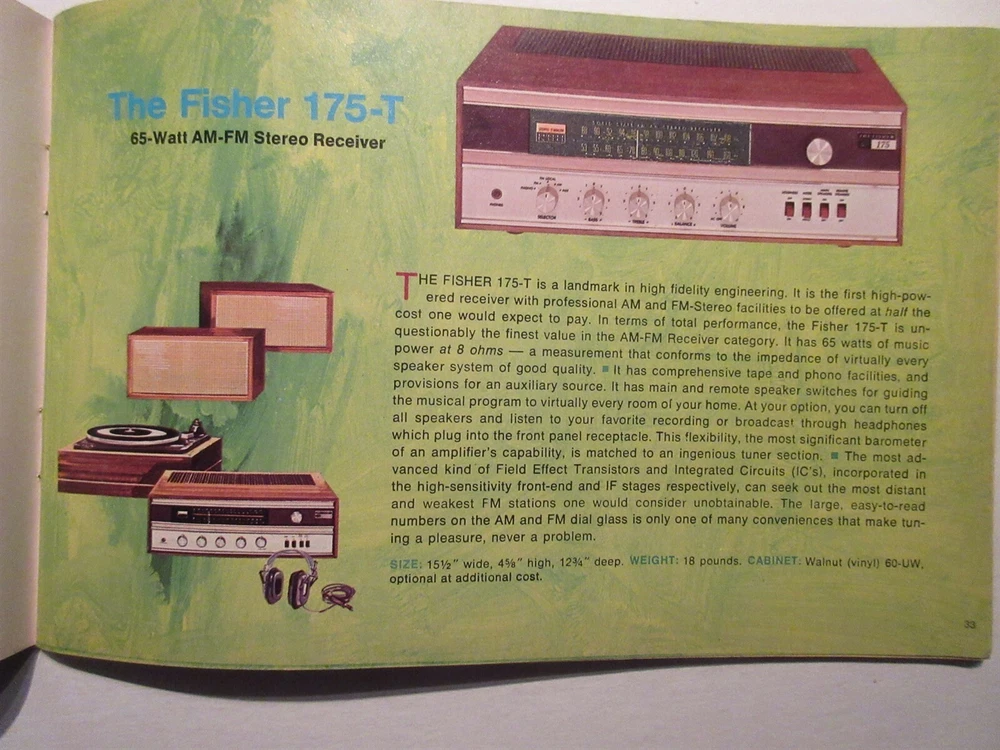 The Fisher 175-T
65-Watt AM-FM Stereo Receiver
175
SELECTOR
BASS
TREBLE
BALANCE
VOLUME
THE FISHER 175-T is a landmark in high fidelity engineering. It is the first high-pow-
ered receiver with professional AM and FM-Stereo facilities to be offered at half the
cost one would expect to pay. In terms of total performance, the Fisher 175-T is un-
questionably the finest value in the AM-FM Receiver category. It has 65 watts of music
power at 8 ohms — a measurement that conforms to the impedance of virtually every
speaker system of good quality. ■ It has comprehensive tape and phono facilities, and
provisions for an auxiliary source. It has main and remote speaker switches for guiding
the musical program to virtually every room of your home. At your option, you can turn off
all speakers and listen to your favorite recording or broadcast through headphones
which plug into the front panel receptacle. This flexibility, the most significant barometer
of an amplifier's capability, is matched to an ingenious tuner section. ■ The most ad-
vanced kind of Field Effect Transistors and Integrated Circuits (IC's), incorporated in
the high-sensitivity front-end and IF stages respectively, can seek out the most distant
and weakest FM stations one would consider unobtainable. The large, easy-to-read
numbers on the AM and FM dial glass is only one of many conveniences that make tun-
ing a pleasure, never a problem.
SIZE: 15½" wide, 4⅝" high, 12¾" deep. WEIGHT: 18 pounds. CABINET: Walnut (vinyl) 60-UW,
optional at additional cost.
33